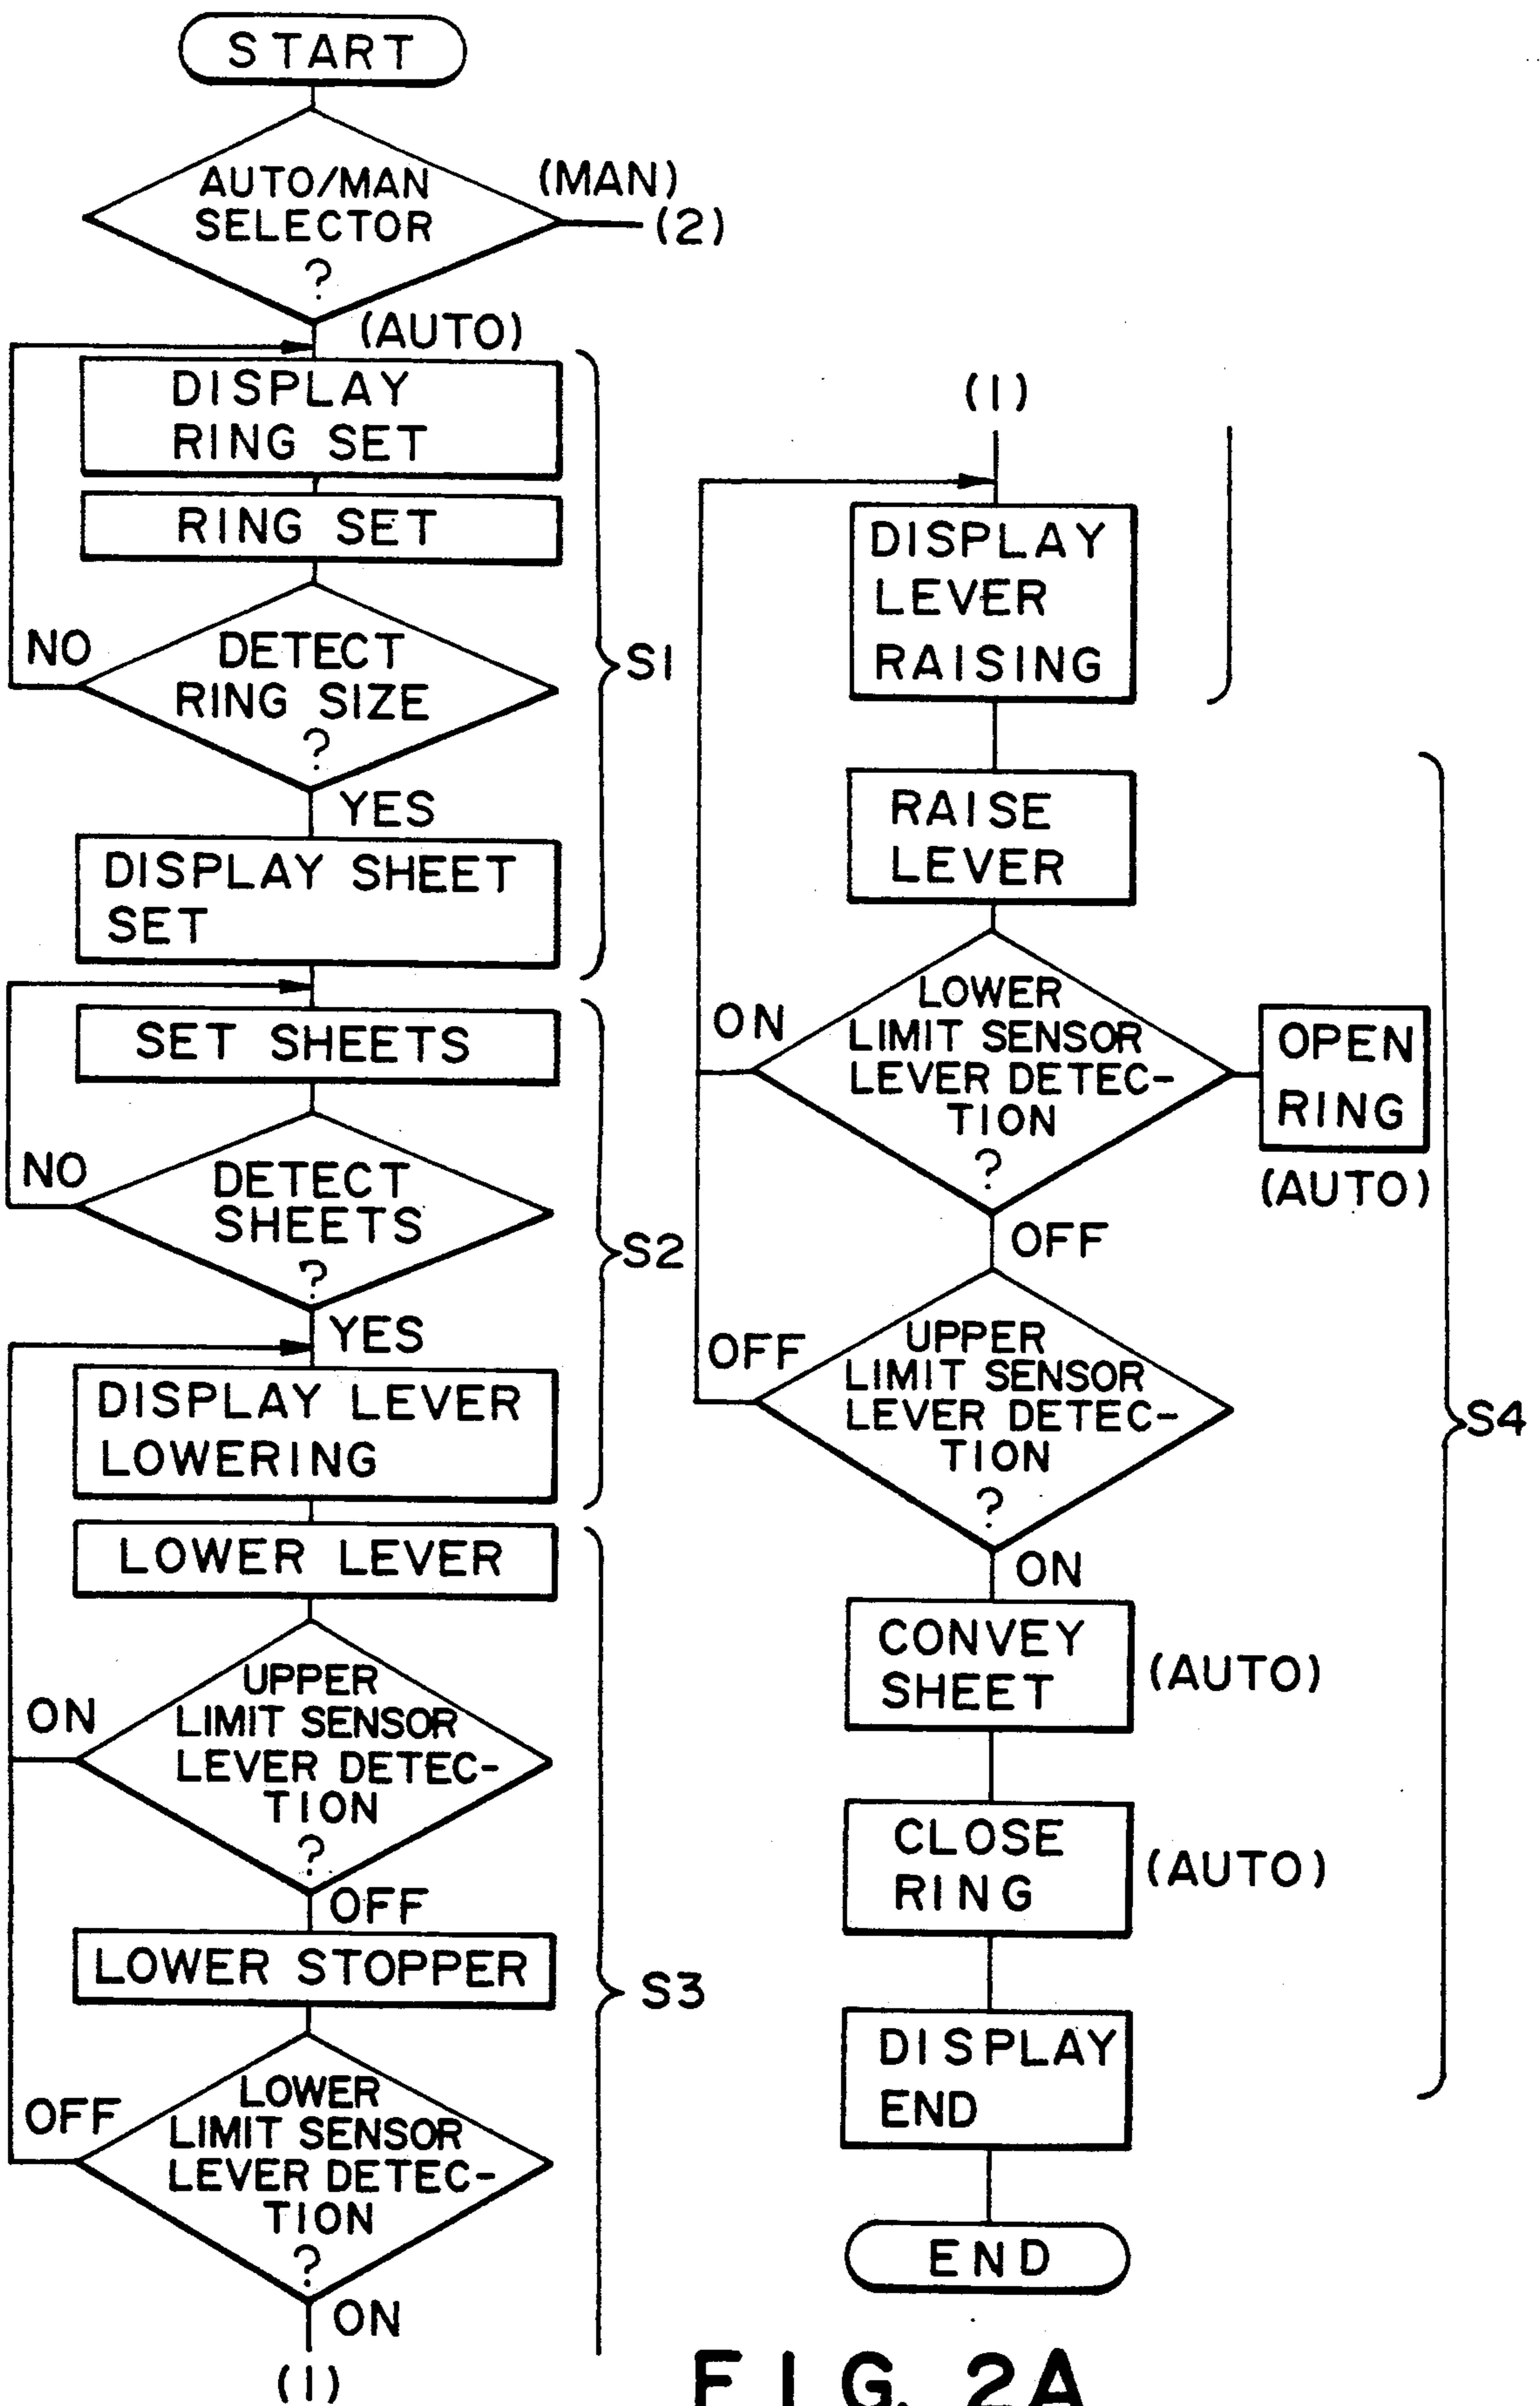 START
AUTO/MAN
SELECTOR
?
(MAN)
(2)
(AUTO)
DISPLAY
RING SET
RING SET
DETECT
RING SIZE
?
NO
YES
DISPLAY SHEET
SET
S1
SET SHEETS
DETECT
SHEETS
?
NO
YES
DISPLAY LEVER
LOWERING
S2
LOWER LEVER
UPPER
LIMIT SENSOR
LEVER DETEC-
TION
?
ON
OFF
LOWER STOPPER
LOWER
LIMIT SENSOR
LEVER DETEC-
TION
?
OFF
ON
(1)
S3
(1)
DISPLAY
LEVER
RAISING
RAISE
LEVER
LOWER
LIMIT SENSOR
LEVER DETEC-
TION
?
ON
OPEN
RING
(AUTO)
OFF
UPPER
LIMIT SENSOR
LEVER DETEC-
TION
?
OFF
ON
CONVEY
SHEET
(AUTO)
CLOSE
RING
(AUTO)
DISPLAY
END
S4
END
FIG. 2A